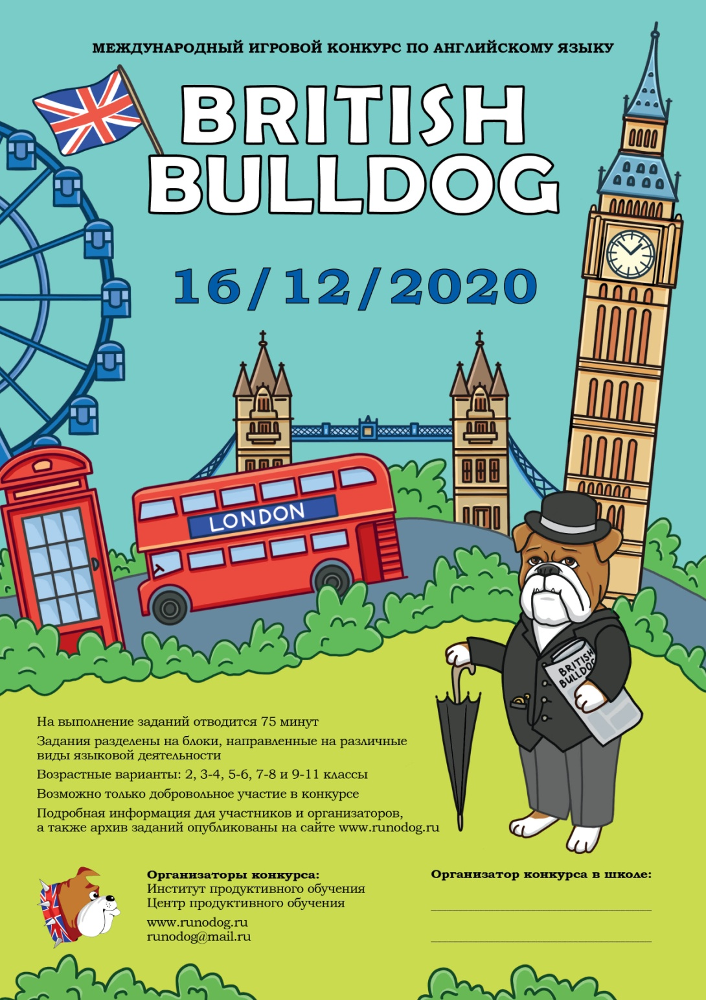 МЕЖДУНАРОДНЫЙ ИГРОВОЙ КОНКУРС ПО АНГЛИЙСКОМУ ЯЗЫКУ
BRITISH
BULLDOG
16/12/2020
LONDON
BRITISH
BULLDOG
На выполнение заданий отводится 75 минут
Задания разделены на блоки, направленные на различные
виды языковой деятельности
Возрастные варианты: 2, 3-4, 5-6, 7-8 и 9-11 классы
Возможно только добровольное участие в конкурсе
Подробная информация для участников и организаторов,
а также архив заданий опубликованы на сайте www.runodog.ru
Организаторы конкурса:
Институт продуктивного обучения
Центр продуктивного обучения
www.runodog.ru
runodog@mail.ru
Организатор конкурса в школе: